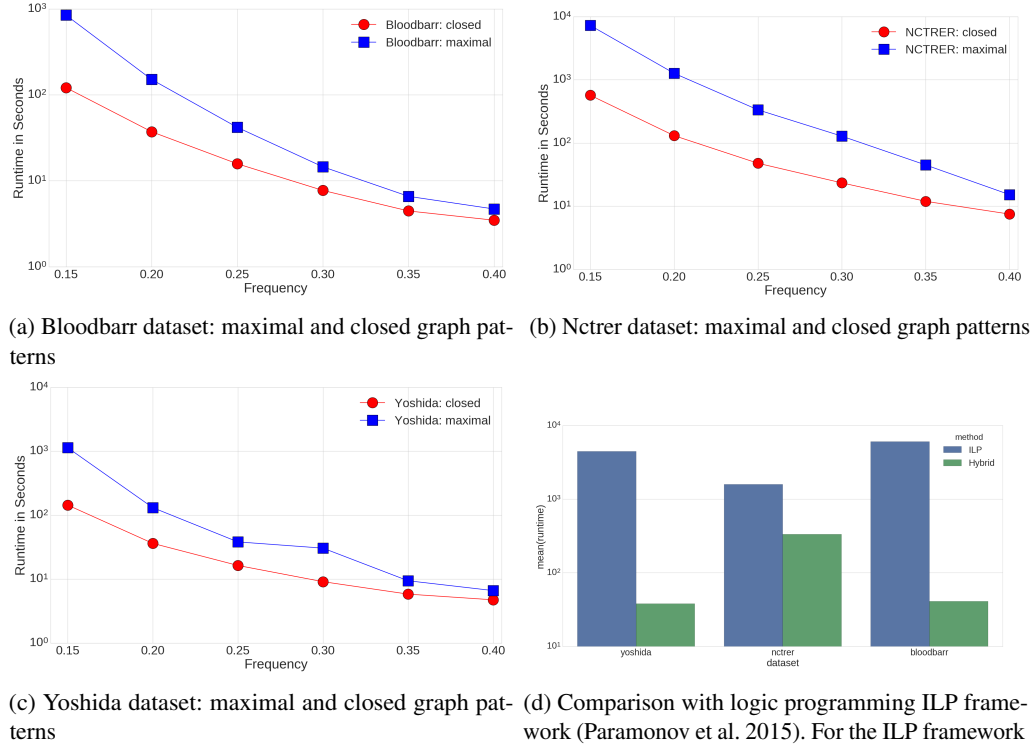 10³
10²
10¹
10⁰
Runtime in Seconds
Bloodbarr: closed
Bloodbarr: maximal
0.15 0.20 0.25 0.30 0.35 0.40
Frequency
(a) Bloodbarr dataset: maximal and closed graph pat-
terns
10⁴
10³
10²
10¹
10⁰
Runtime in Seconds
NCTRER: closed
NCTRER: maximal
0.15 0.20 0.25 0.30 0.35 0.40
Frequency
(b) Nctrer dataset: maximal and closed graph patterns
10⁴
10³
10²
10¹
10⁰
Runtime in Seconds
Yoshida: closed
Yoshida: maximal
0.15 0.20 0.25 0.30 0.35 0.40
Frequency
(c) Yoshida dataset: maximal and closed graph pat-
terns
10⁴
10³
10²
10¹
mean(runtime)
method
ILP
Hybrid
yoshida nctrer bloodbarr
dataset
(d) Comparison with logic programming ILP frame-
work (Paramonov et al. 2015). For the ILP framework